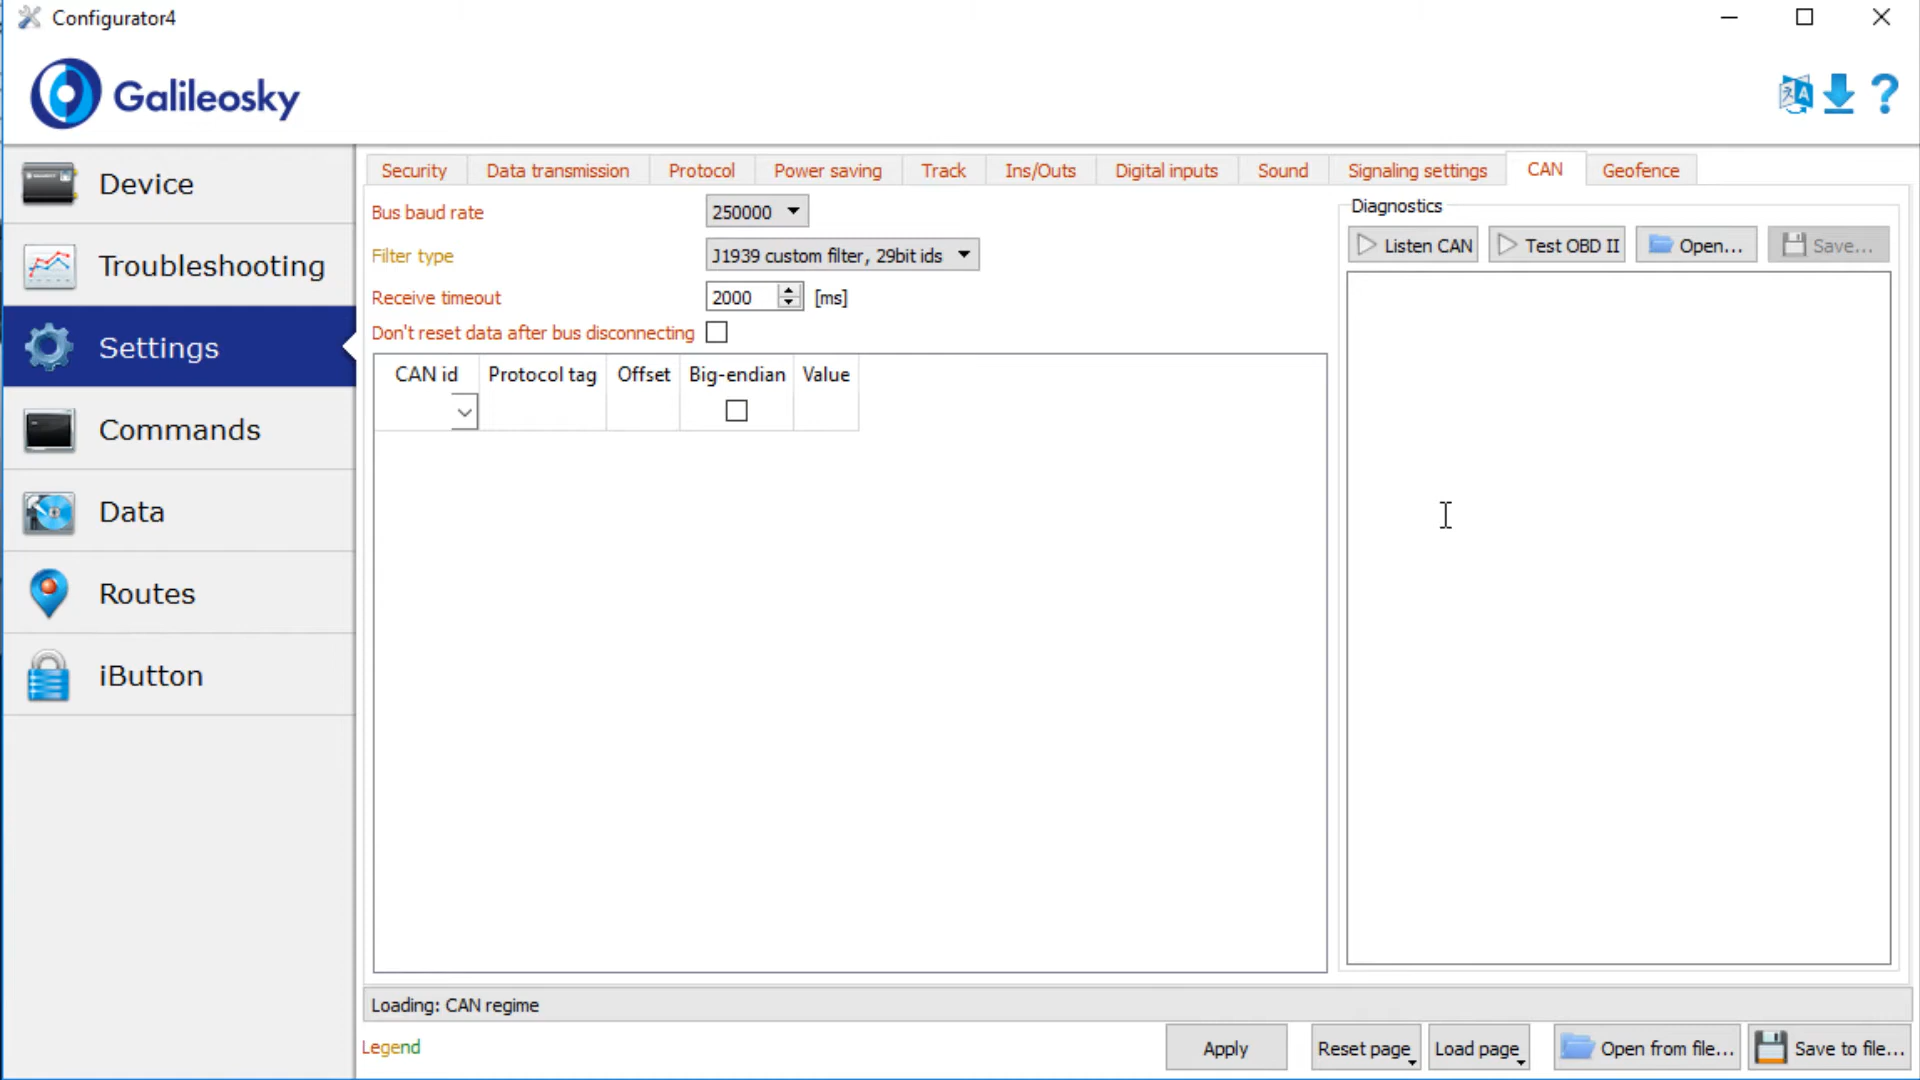 Configurator4
Galileosky
Device
Troubleshooting
Settings
Commands
Data
Routes
iButton
Security Data transmission Protocol Power saving Track Ins/Outs Digital inputs Sound Signaling settings CAN Geofence
Bus baud rate 250000
Filter type J1939 custom filter, 29bit ids
Receive timeout 2000 [ms]
Don't reset data after bus disconnecting
CAN id Protocol tag Offset Big-endian Value
Diagnostics
Listen CAN Test OBD II Open... Save...
Loading: CAN regime
Legend
Apply Reset page Load page Open from file... Save to file...